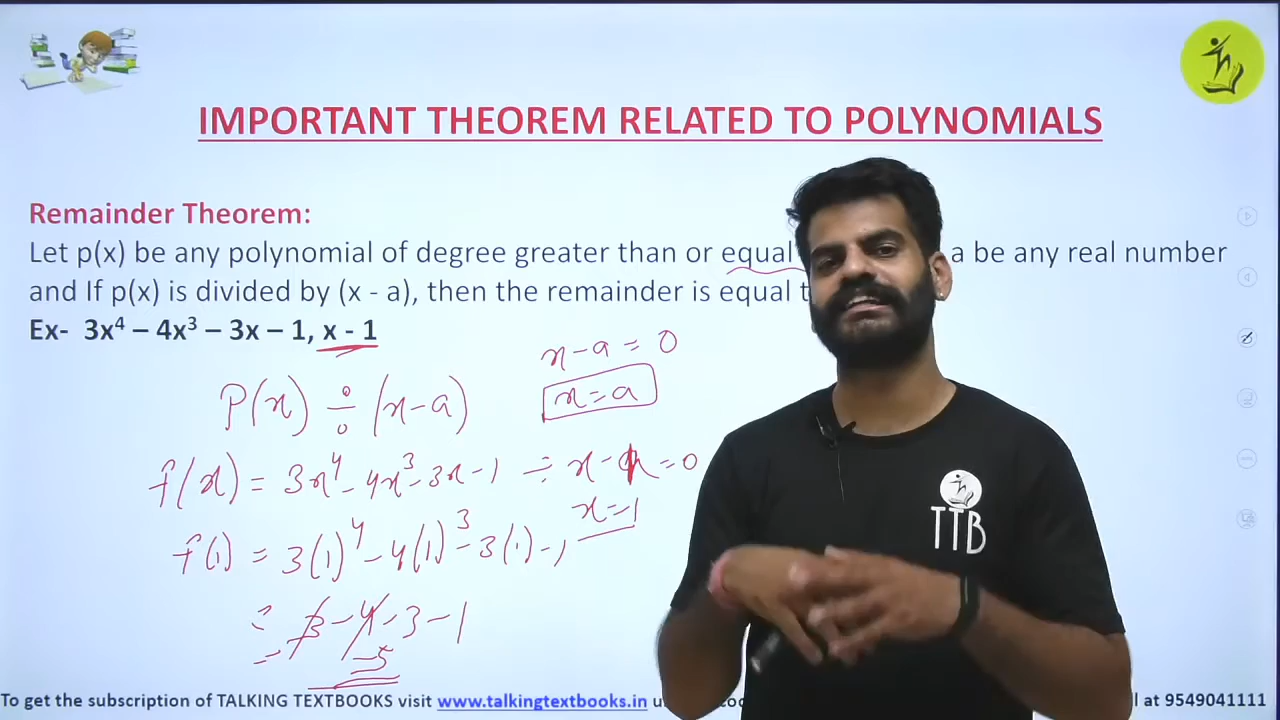 IMPORTANT THEOREM RELATED TO POLYNOMIALS
Remainder Theorem:
Let p(x) be any polynomial of degree greater than or equal a be any real number
and If p(x) is divided by (x - a), then the remainder is equal t
Ex- 3x⁴ – 4x³ – 3x – 1, x - 1
x-a = 0
P(x) ÷ (x-a) x=a
f(x) = 3x⁴ - 4x³ - 3x - 1 ÷ x-1=0
x=1
f(1) = 3(1)⁴ - 4(1)³ - 3(1) - 1
= 3 - 4 - 3 - 1
= -5
TTB
To get the subscription of TALKING TEXTBOOKS visit www.talkingtextbooks.in l at 9549041111